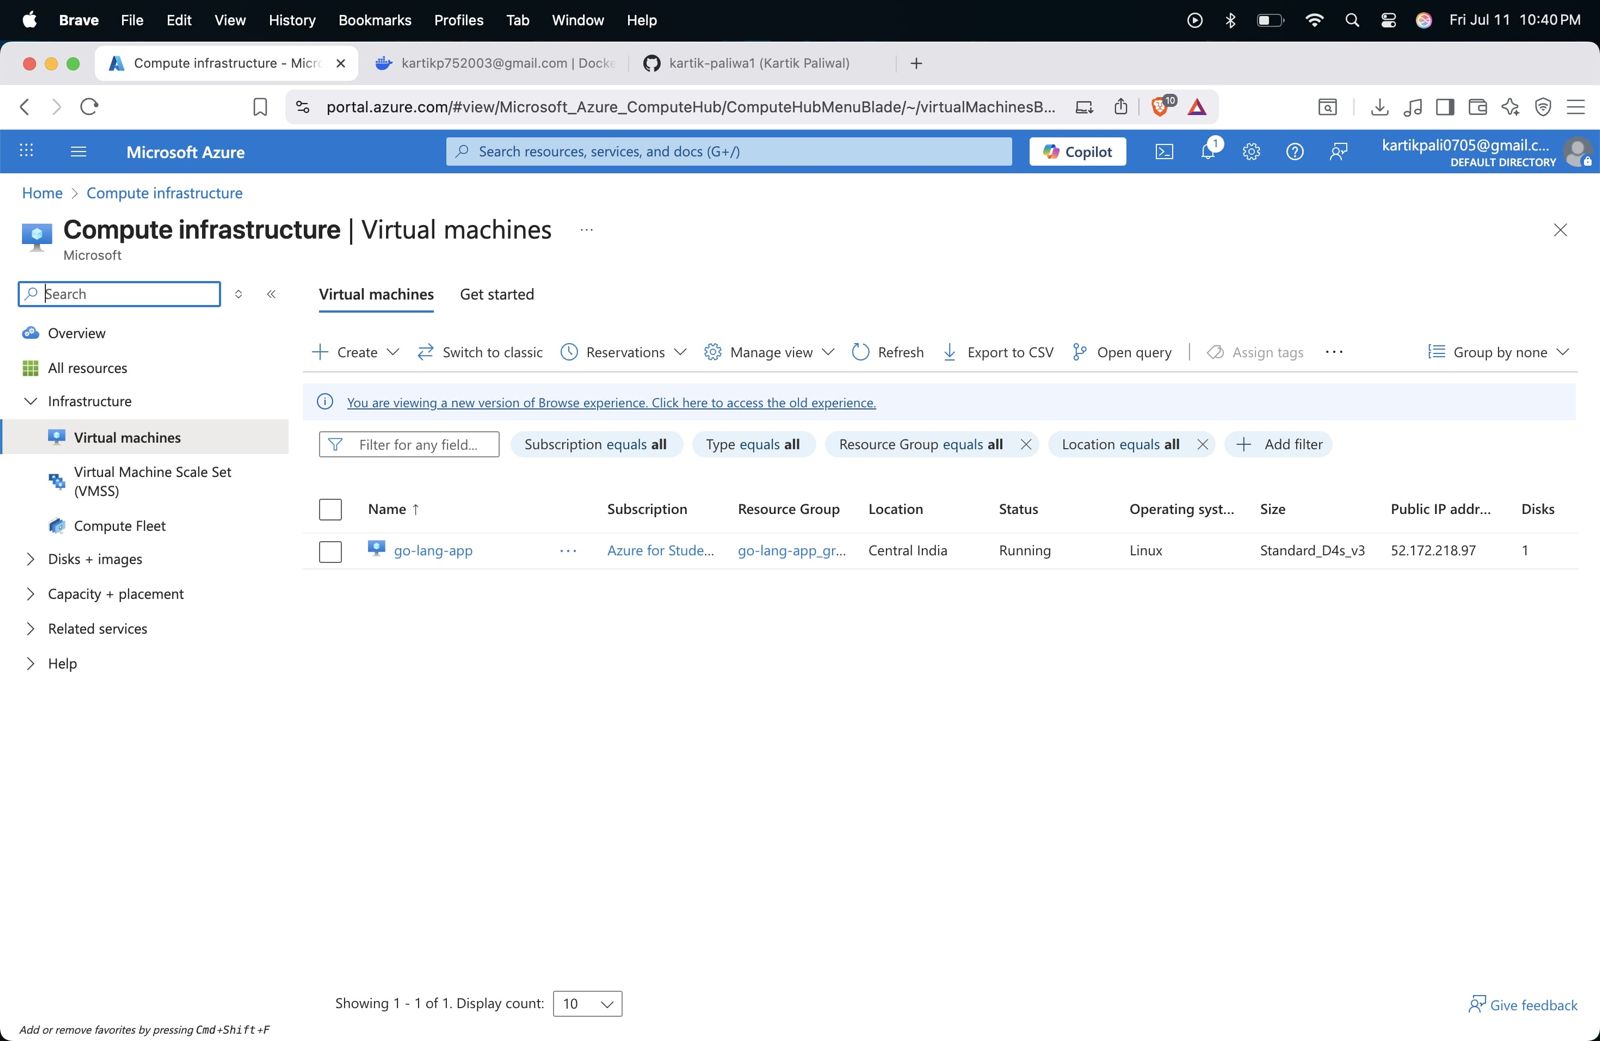 Brave File Edit View History Bookmarks Profiles Tab Window Help Fri Jul 11 10:40 PM
Compute infrastructure - Micr kartikp752003@gmail.com | Docke kartik-paliwa1 (Kartik Paliwal)
portal.azure.com/#view/Microsoft_Azure_ComputeHub/ComputeHubMenuBlade/~/virtualMachinesB... 10
Microsoft Azure Search resources, services, and docs (G+/) Copilot 1 kartikpali0705@gmail.c...
DEFAULT DIRECTORY
Home > Compute infrastructure
Compute infrastructure | Virtual machines ...
Microsoft
Search
Overview
All resources
Infrastructure
Virtual machines
Virtual Machine Scale Set
(VMSS)
Compute Fleet
Disks + images
Capacity + placement
Related services
Help
Virtual machines Get started
Create Switch to classic Reservations Manage view Refresh Export to CSV Open query Assign tags ... Group by none
You are viewing a new version of Browse experience. Click here to access the old experience.
Filter for any field... Subscription equals all Type equals all Resource Group equals all Location equals all Add filter
Name ↑ Subscription Resource Group Location Status Operating syst... Size Public IP addr... Disks
go-lang-app ... Azure for Stude... go-lang-app_gr... Central India Running Linux Standard_D4s_v3 52.172.218.97 1
Showing 1 - 1 of 1. Display count: 10
Give feedback
Add or remove favorites by pressing Cmd+Shift+F